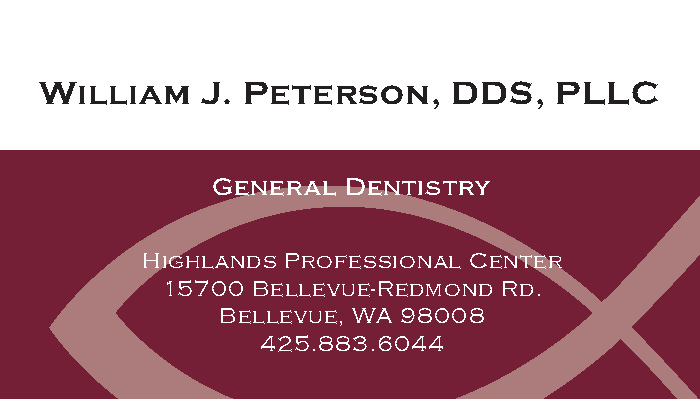 William J. Peterson, DDS, PLLC
General Dentistry
Highlands Professional Center
15700 Bellevue-Redmond Rd.
Bellevue, WA 98008
425.883.6044